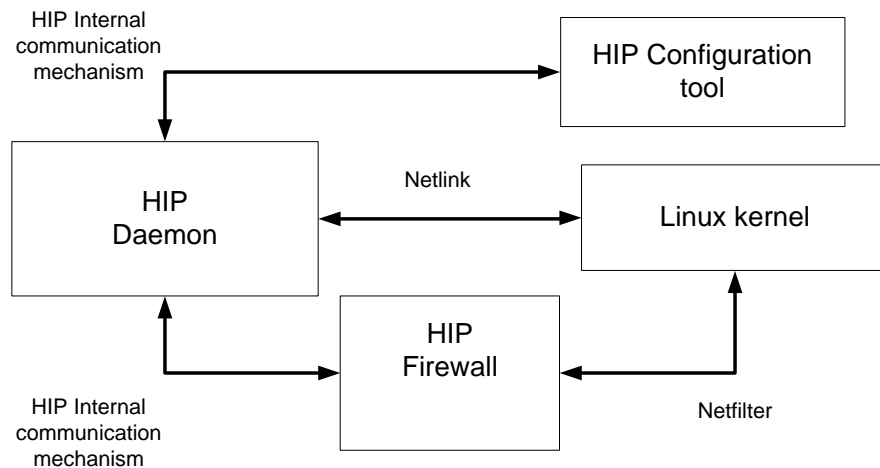 HIP Internal
communication
mechanism
HIP Configuration
tool
HIP
Daemon
Netlink
Linux kernel
HIP
Firewall
HIP Internal
communication
mechanism
Netfilter